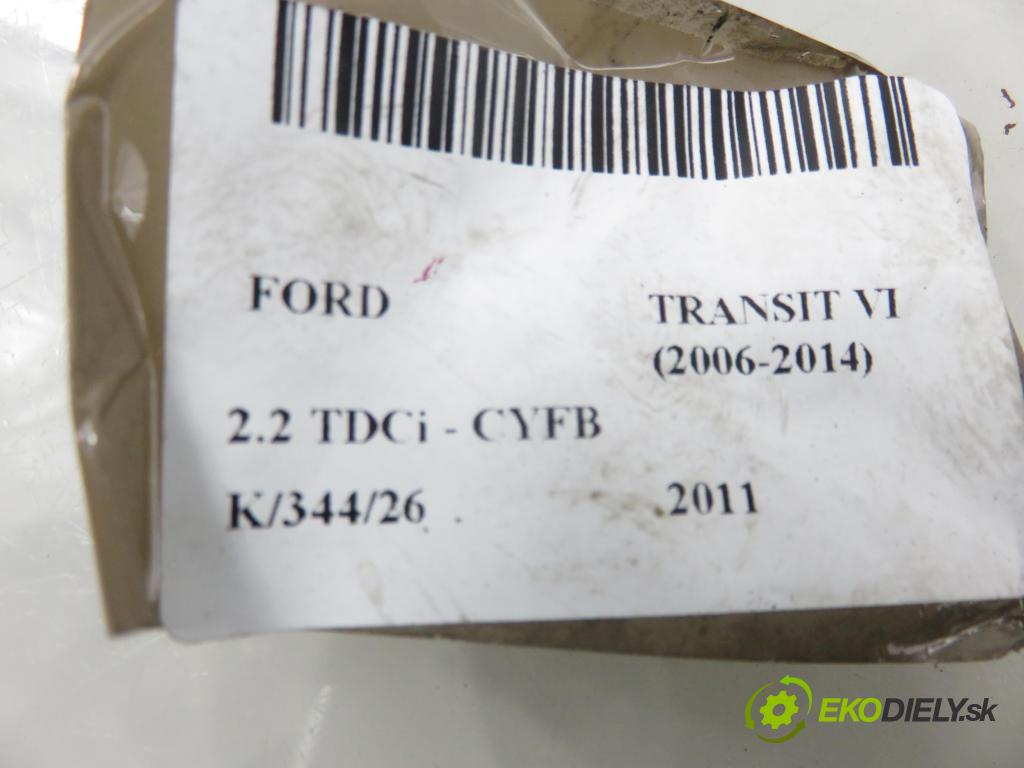 FORD TRANSIT VI
(2006-2014)
2.2 TDCi - CYFB
K/344/26 2011
EKODIELY.sk